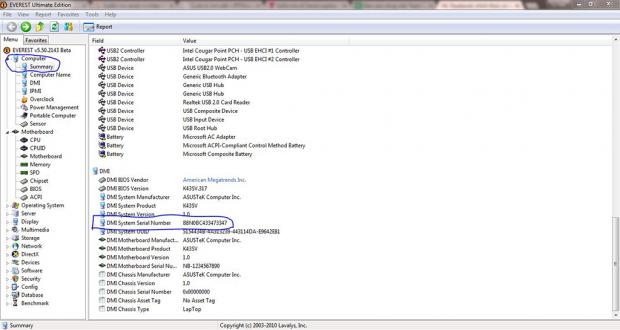 EVEREST Ultimate Edition
File View Report Favorites Tools Help
Report
Menu Favorites
Field Value
EVEREST v5.50.2143 Beta
Computer
Summary
Computer Name
DMI
IPMI
Overclock
Power Management
Portable Computer
Sensor
Motherboard
CPU
CPUID
Motherboard
Memory
SPD
Chipset
BIOS
ACPI
Operating System
Server
Display
Multimedia
Storage
Network
DirectX
Devices
Software
Security
Config
Database
Benchmark
USB2 Controller Intel Cougar Point PCH - USB EHCI #1 Controller
USB2 Controller Intel Cougar Point PCH - USB EHCI #2 Controller
USB Device ASUS USB2.0 WebCam
USB Device Generic Bluetooth Adapter
USB Device Generic USB Hub
USB Device Generic USB Hub
USB Device Realtek USB 2.0 Card Reader
USB Device USB Composite Device
USB Device USB Input Device
USB Device USB Root Hub
Battery Microsoft AC Adapter
Battery Microsoft ACPI-Compliant Control Method Battery
Battery Microsoft Composite Battery
DMI
DMI BIOS Vendor American Megatrends Inc.
DMI BIOS Version K43SV.317
DMI System Manufacturer ASUSTeK Computer Inc.
DMI System Product K43SV
DMI System Version 1.0
DMI System Serial Number BBN0BC433473347
DMI System UUID
DMI Motherboard Manufact... ASUSTeK Computer Inc.
DMI Motherboard Product K43SV
DMI Motherboard Version 1.0
DMI Motherboard Serial Nu... NB-1234567890
DMI Chassis Manufacturer ASUSTeK Computer Inc.
DMI Chassis Version 1.0
DMI Chassis Serial Number 0x00000000
DMI Chassis Asset Tag No Asset Tag
DMI Chassis Type LapTop
Summary Copyright (c) 2003-2010 Lavalys, Inc.